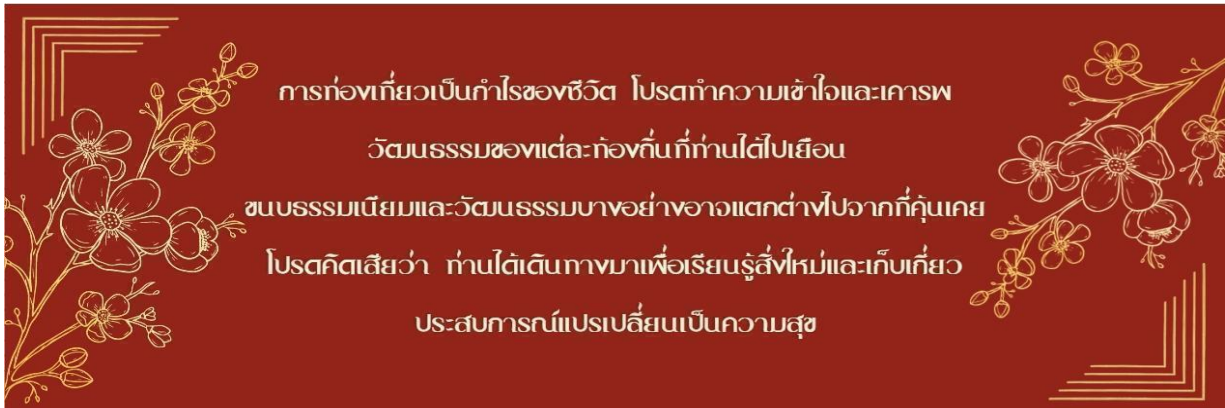 การท่องเที่ยวเป็นกำไรของชีวิต โปรดทำความเข้าใจและเคารพ
วัฒนธรรมของแต่ละท้องถิ่นที่ท่านได้ไปเยือน
ขนบธรรมเนียมและวัฒนธรรมบางอย่างอาจแตกต่างไปจากที่คุ้นเคย
โปรดคิดเสียว่า ท่านได้เดินทางมาเพื่อเรียนรู้สิ่งใหม่และเก็บเกี่ยว
ประสบการณ์แปรเปลี่ยนเป็นความสุข